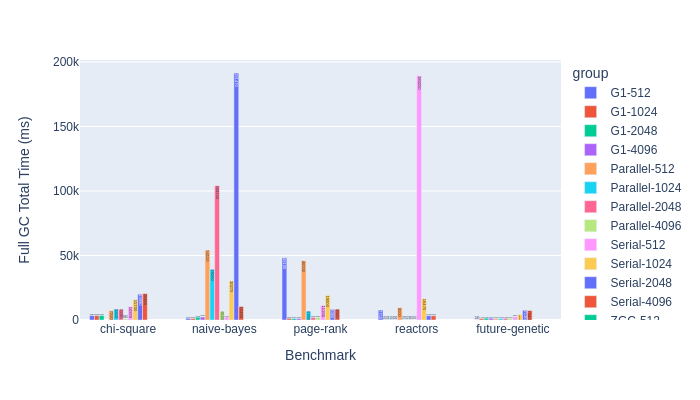 Full GC Total Time (ms)
200k
150k
100k
50k
0
chi-square
naive-bayes
page-rank
reactors
future-genetic
Benchmark
group
G1-512
G1-1024
G1-2048
G1-4096
Parallel-512
Parallel-1024
Parallel-2048
Parallel-4096
Serial-512
Serial-1024
Serial-2048
Serial-4096
ZGC-512